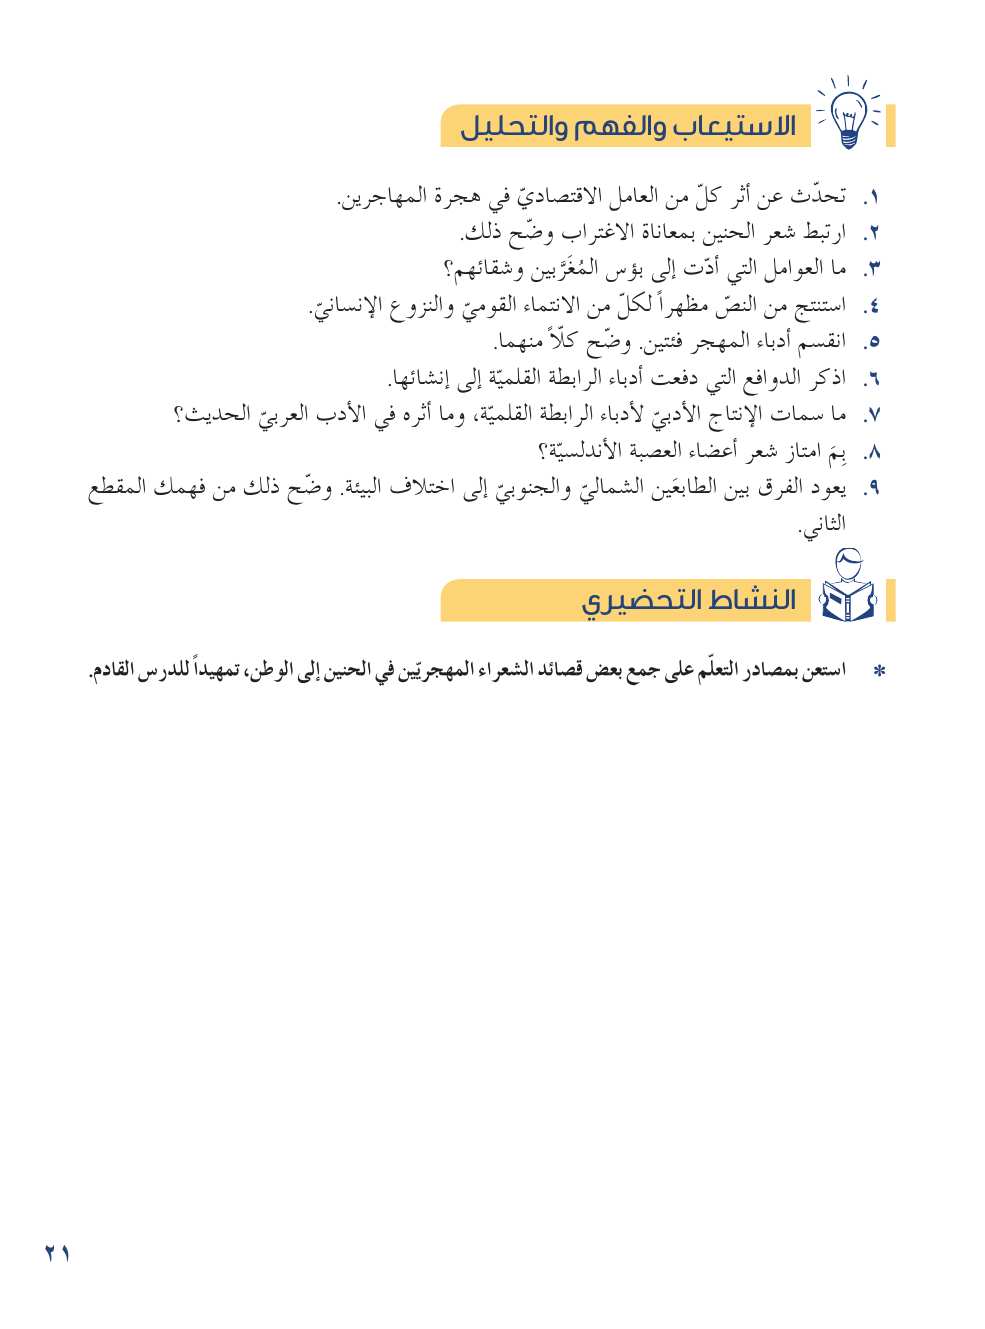 الاستيعاب والفهم والتحليل
١. تحدّث عن أثر كلّ من العامل الاقتصاديّ في هجرة المهاجرين.
٢. ارتبط شعر الحنين بمعاناة الاغتراب وضّح ذلك.
٣. ما العوامل التي أدّت إلى بؤس المُغَرَّبين وشقائهم؟
٤. استنتج من النصّ مظهراً لكلّ من الانتماء القوميّ والنزوع الإنسانيّ.
٥. انقسم أدباء المهجر فئتين. وضّح كلّاً منهما.
٦. اذكر الدوافع التي دفعت أدباء الرابطة القلميّة إلى إنشائها.
٧. ما سمات الإنتاج الأدبيّ لأدباء الرابطة القلميّة، وما أثره في الأدب العربيّ الحديث؟
٨. بِمَ امتاز شعر أعضاء العصبة الأندلسيّة؟
٩. يعود الفرق بين الطابعَين الشماليّ والجنوبيّ إلى اختلاف البيئة. وضّح ذلك من فهمك المقطع
الثاني.
النشاط التحضيري
* استعن بمصادر التعلّم على جمع بعض قصائد الشعراء المهجريّين في الحنين إلى الوطن، تمهيداً للدرس القادم.
٢١